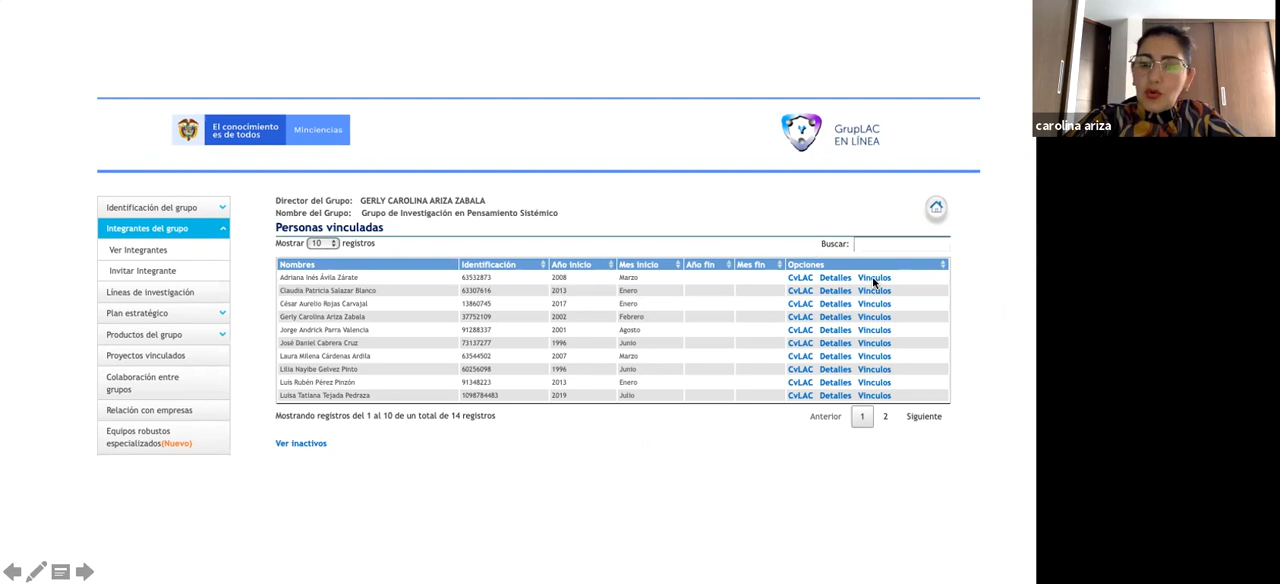 El conocimiento
es de todos
Minciencias
GrupLAC
EN LÍNEA
carolina ariza
Identificación del grupo
Integrantes del grupo
Ver Integrantes
Invitar Integrante
Líneas de investigación
Plan estratégico
Productos del grupo
Proyectos vinculados
Colaboración entre
grupos
Relación con empresas
Equipos robustos
especializados(Nuevo)
Director del Grupo: GERLY CAROLINA ARIZA ZABALA
Nombre del Grupo: Grupo de Investigación en Pensamiento Sistémico
Personas vinculadas
Mostrar 10 registros Buscar:
Nombres Identificación Año inicio Mes inicio Año fin Mes fin Opciones
Adriana Inés Ávila Zárate 63532873 2008 Marzo CvLAC Detalles Vinculos
Claudia Patricia Salazar Blanco 63307616 2013 Enero CvLAC Detalles Vinculos
César Aurelio Rojas Carvajal 13860745 2017 Enero CvLAC Detalles Vinculos
Gerly Carolina Ariza Zabala 37752109 2002 Febrero CvLAC Detalles Vinculos
Jorge Andrick Parra Valencia 91288337 2001 Agosto CvLAC Detalles Vinculos
José Daniel Cabrera Cruz 73137277 1996 Junio CvLAC Detalles Vinculos
Laura Milena Cárdenas Ardila 63544502 2007 Marzo CvLAC Detalles Vinculos
Lilia Nayibe Gelvez Pinto 60256098 1996 Junio CvLAC Detalles Vinculos
Luis Rubén Pérez Pinzón 91348223 2013 Enero CvLAC Detalles Vinculos
Luisa Tatiana Tejada Pedraza 1098784483 2019 Julio CvLAC Detalles Vinculos
Mostrando registros del 1 al 10 de un total de 14 registros Anterior 1 2 Siguiente
Ver inactivos